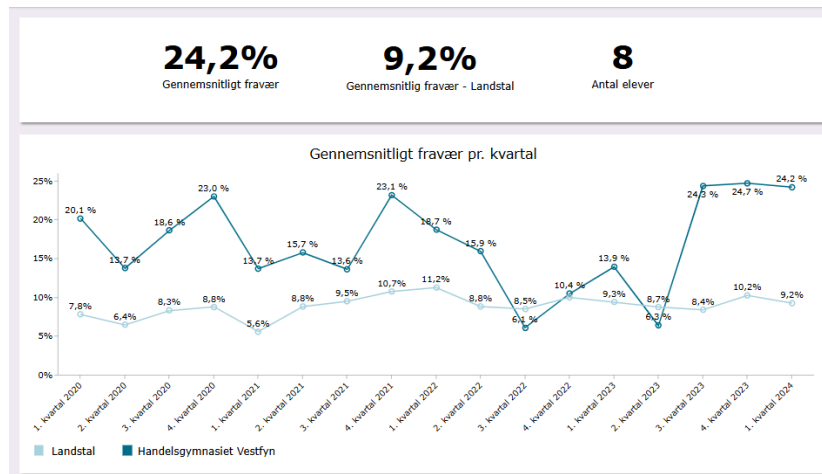 24,2%
Gennemsnitligt fravær
9,2%
Gennemsnitlig fravær - Landstal
8
Antal elever
Gennemsnitligt fravær pr. kvartal
25%
20%
15%
10%
5%
0%
20,1 %
13,7 %
18,6 %
23,0 %
13,7 %
15,7 %
13,6 %
23,1 %
18,7 %
15,9 %
6,1 %
10,4 %
13,9 %
6,3 %
24,3 %
24,7 %
24,2 %
7,8%
6,4%
8,3%
8,8%
5,6%
8,8%
9,5%
10,7%
11,2%
8,8%
8,5%
9,3%
8,7%
8,4%
10,2%
9,2%
1. kvartal 2020
2. kvartal 2020
3. kvartal 2020
4. kvartal 2020
1. kvartal 2021
2. kvartal 2021
3. kvartal 2021
4. kvartal 2021
1. kvartal 2022
2. kvartal 2022
3. kvartal 2022
4. kvartal 2022
1. kvartal 2023
2. kvartal 2023
3. kvartal 2023
4. kvartal 2023
1. kvartal 2024
Landstal
Handelsgymnasiet Vestfyn